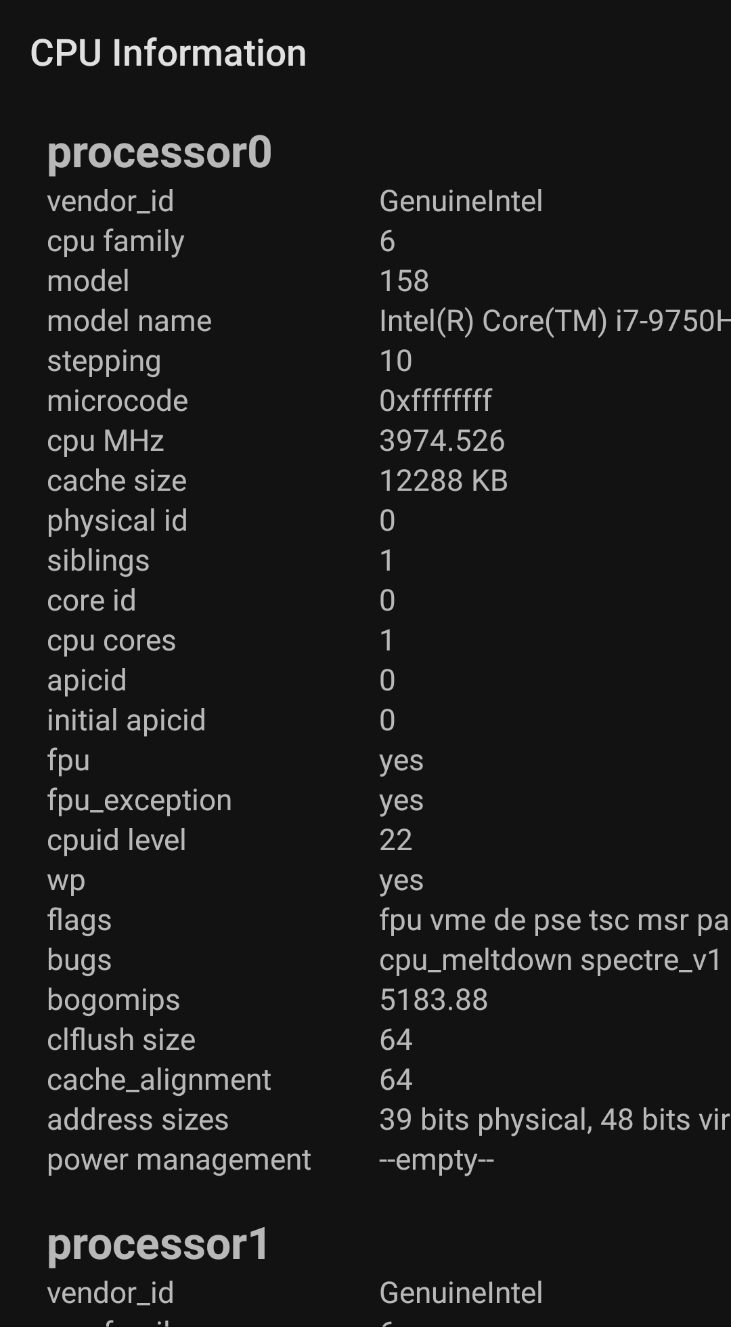 CPU Information
processor0
vendor_id GenuineIntel
cpu family 6
model 158
model name Intel(R) Core(TM) i7-9750H
stepping 10
microcode 0xffffffff
cpu MHz 3974.526
cache size 12288 KB
physical id 0
siblings 1
core id 0
cpu cores 1
apicid 0
initial apicid 0
fpu yes
fpu_exception yes
cpuid level 22
wp yes
flags fpu vme de pse tsc msr pa
bugs cpu_meltdown spectre_v1
bogomips 5183.88
clflush size 64
cache_alignment 64
address sizes 39 bits physical, 48 bits vir
power management --empty--
processor1
vendor_id GenuineIntel